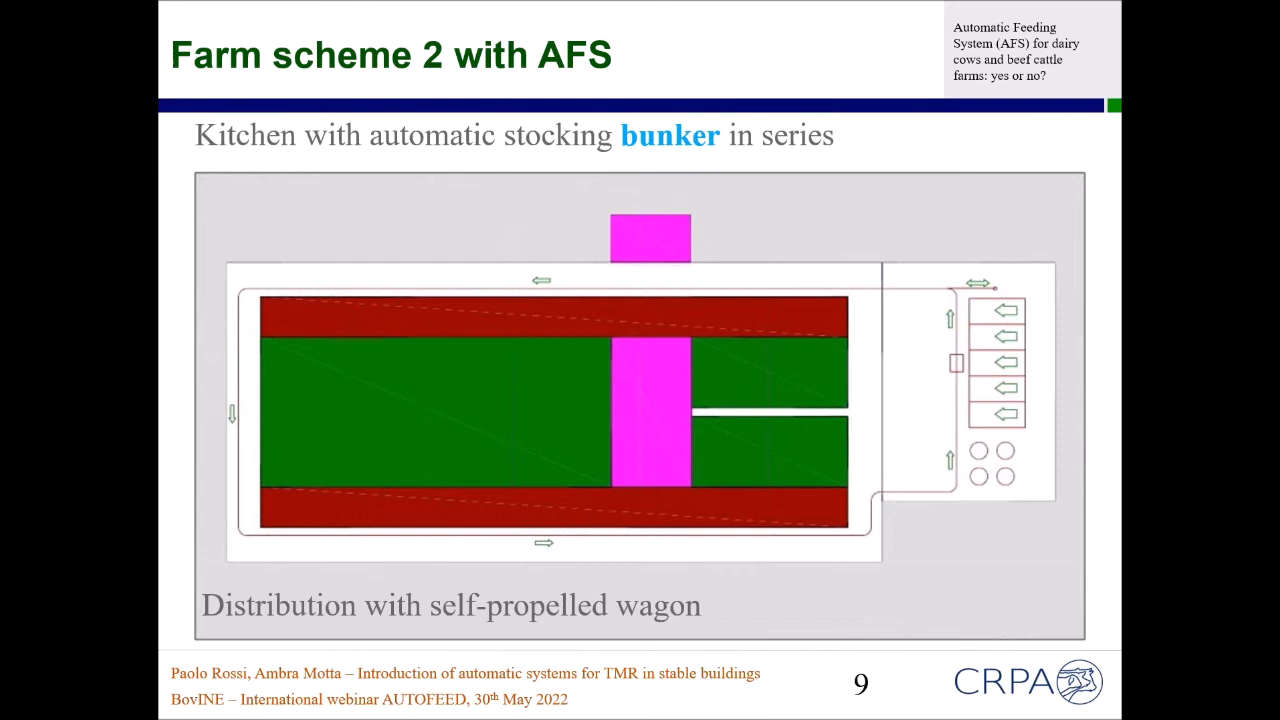 Farm scheme 2 with AFS
Automatic Feeding
System (AFS) for dairy
cows and beef cattle
farms: yes or no?
Kitchen with automatic stocking bunker in series
Distribution with self-propelled wagon
Paolo Rossi, Ambra Motta – Introduction of automatic systems for TMR in stable buildings
BovINE – International webinar AUTOFEED, 30th May 2022
9
CRPA